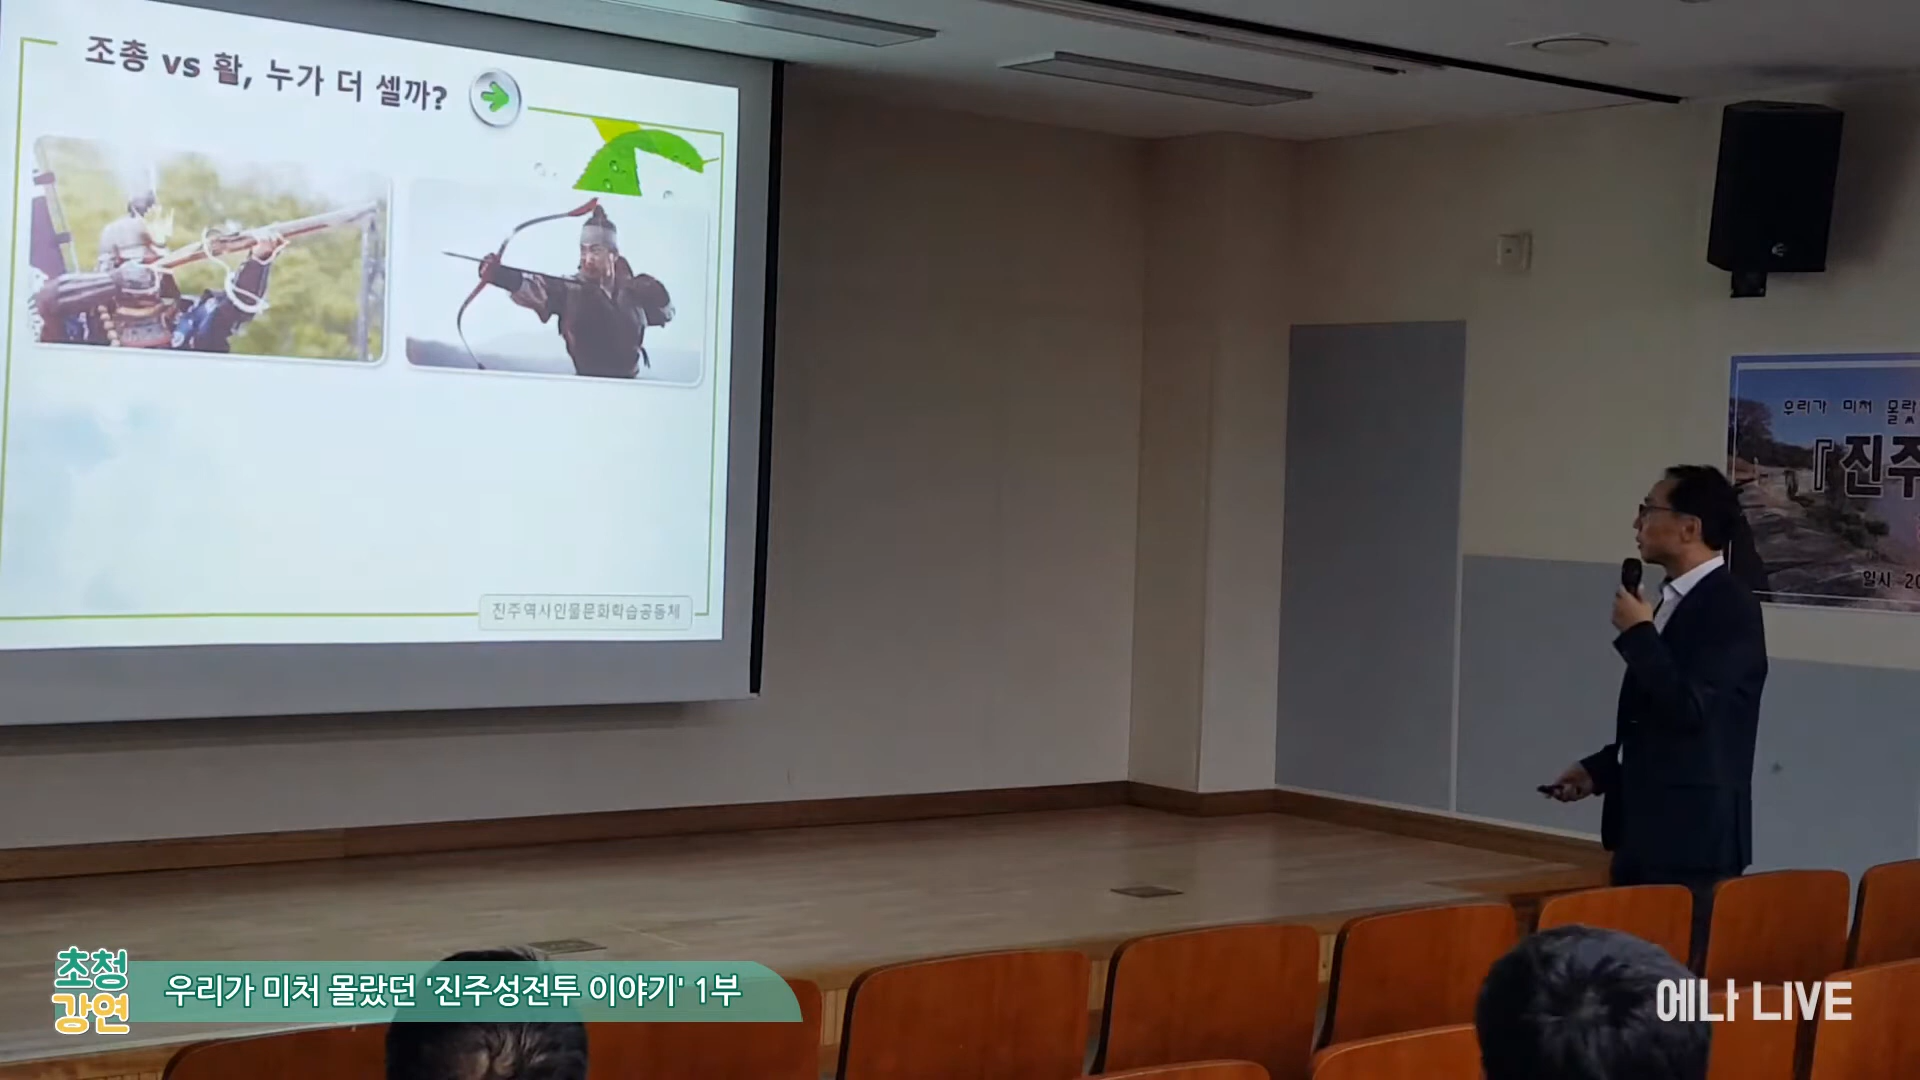 조총 vs 활, 누가 더 셀까?
진주역사인물문화학습공동체
우리가 미처 몰랐
『진주
일시 20
초청
강연
우리가 미처 몰랐던 '진주성전투 이야기' 1부
에나 LIVE